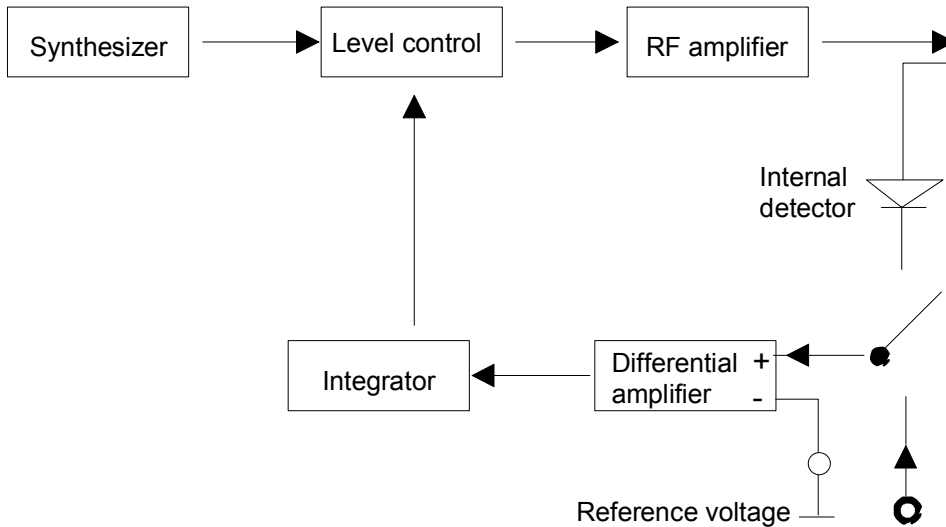 Synthesizer
Level control
RF amplifier
Internal
detector
Integrator
Differential +
amplifier -
Reference voltage